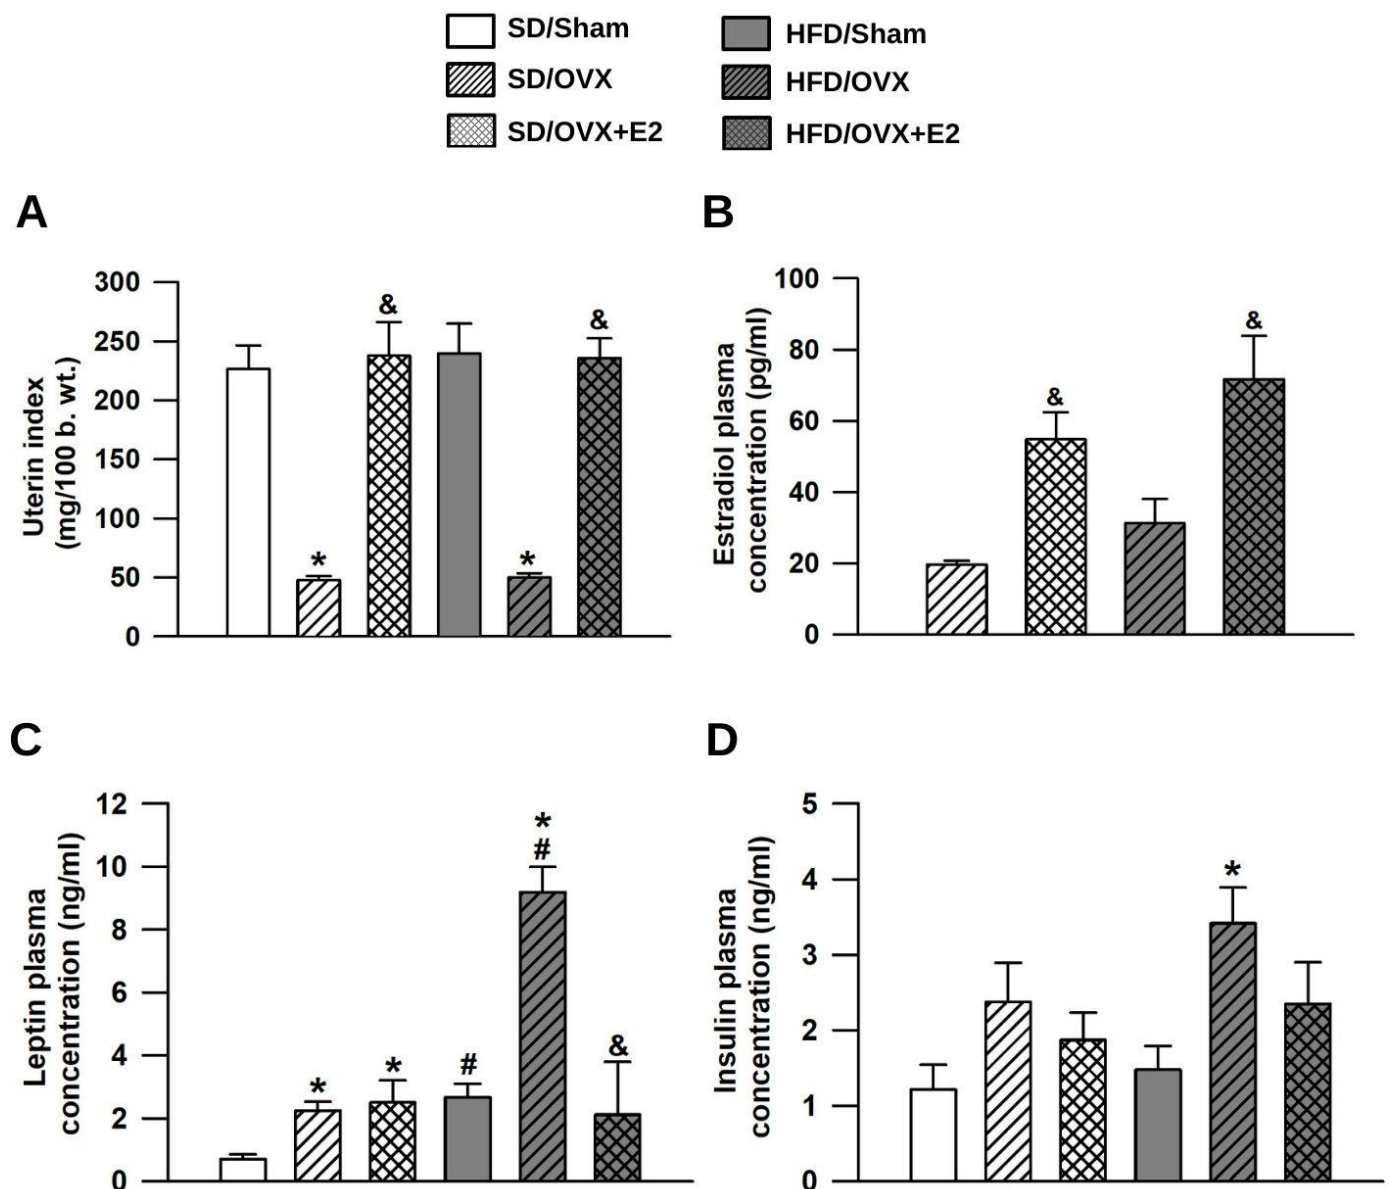 SD/Sham
HFD/Sham
SD/OVX
HFD/OVX
SD/OVX+E2
HFD/OVX+E2
A
Uterin index
(mg/100 b. wt.)
300
250
200
150
100
50
0
*
&
*
&
B
Estradiol plasma
concentration (pg/ml)
100
80
60
40
20
0
&
&
C
Leptin plasma
concentration (ng/ml)
12
10
8
6
4
2
0
*
*
#
*
#
&
D
Insulin plasma
concentration (ng/ml)
5
4
3
2
1
0
*